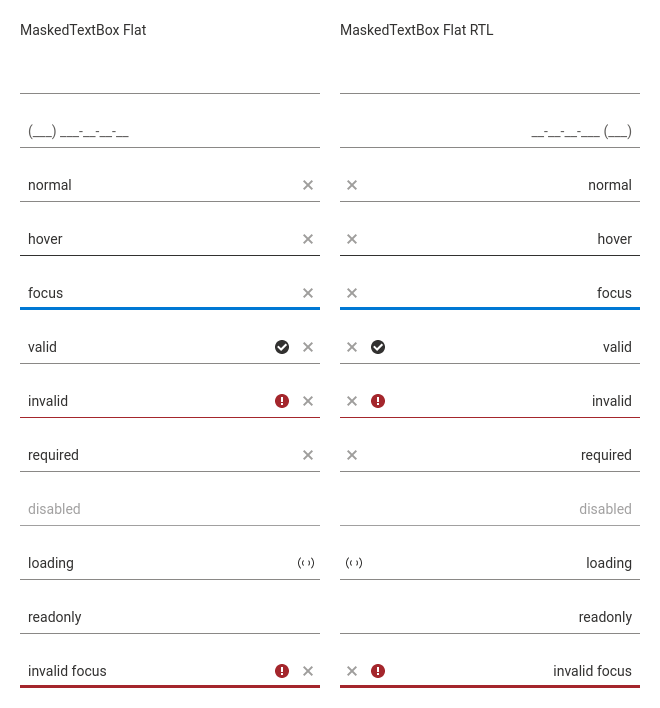 MaskedTextBox Flat
(___) ___-__-__-__
normal
hover
focus
valid
invalid
required
disabled
loading
readonly
invalid focus
MaskedTextBox Flat RTL
__-__-__-___ (___)
normal
hover
focus
valid
invalid
required
disabled
loading
readonly
invalid focus